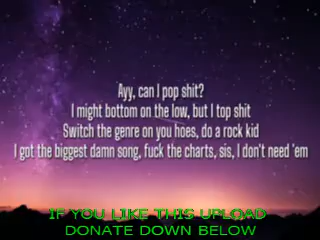 Ayy, can I pop shit?
I might bottom on the low, but I top shit
Switch the genre on you hoes, do a rock kid
I got the biggest damn song, fuck the charts, sis, I don't need 'em
IF YOU LIKE THIS UPLOAD
DONATE DOWN BELOW